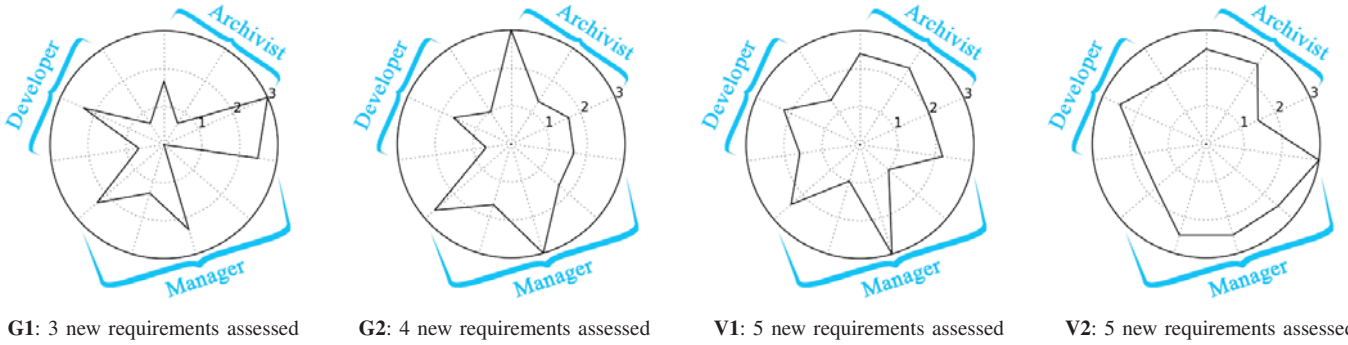 Developer
Archivist
1
2
3
Manager
Developer
Archivist
1
2
3
Manager
Developer
Archivist
1
2
3
Manager
Developer
Archivist
1
2
3
Manager
G1: 3 new requirements assessed
G2: 4 new requirements assessed
V1: 5 new requirements assessed
V2: 5 new requirements assessed